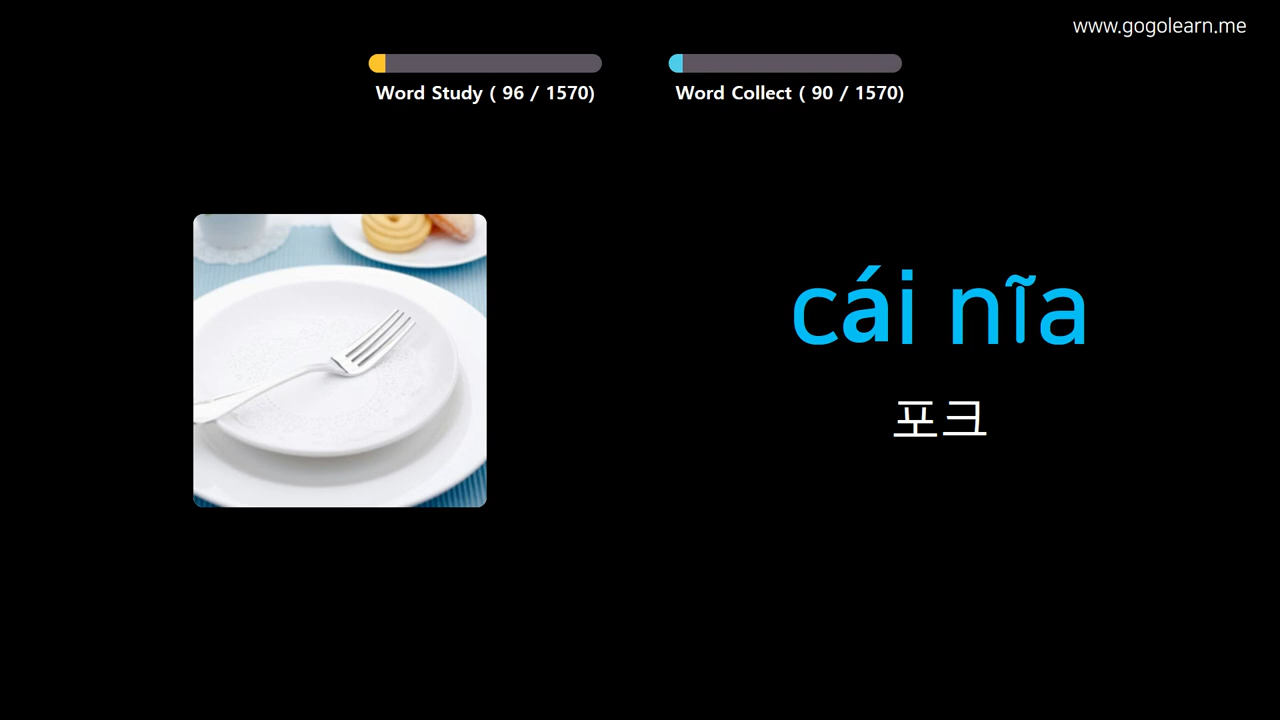 www.gogolearn.me
Word Study ( 96 / 1570)
Word Collect ( 90 / 1570)
cái nĩa
포크